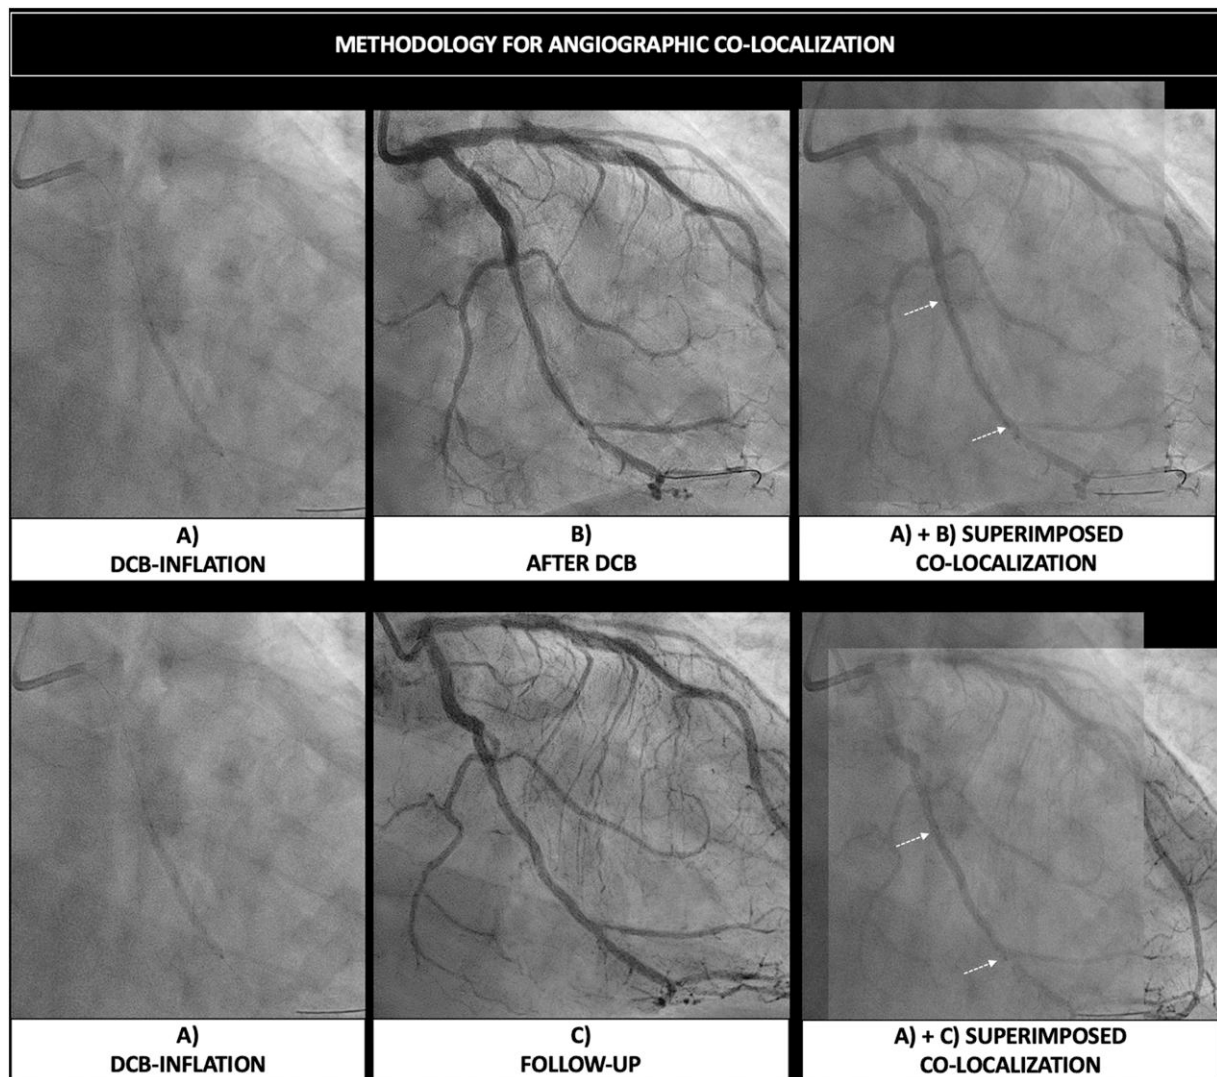 METHODOLOGY FOR ANGIOGRAPHIC CO-LOCALIZATION
A)
DCB-INFLATION
B)
AFTER DCB
A) + B) SUPERIMPOSED
CO-LOCALIZATION
A)
DCB-INFLATION
C)
FOLLOW-UP
A) + C) SUPERIMPOSED
CO-LOCALIZATION